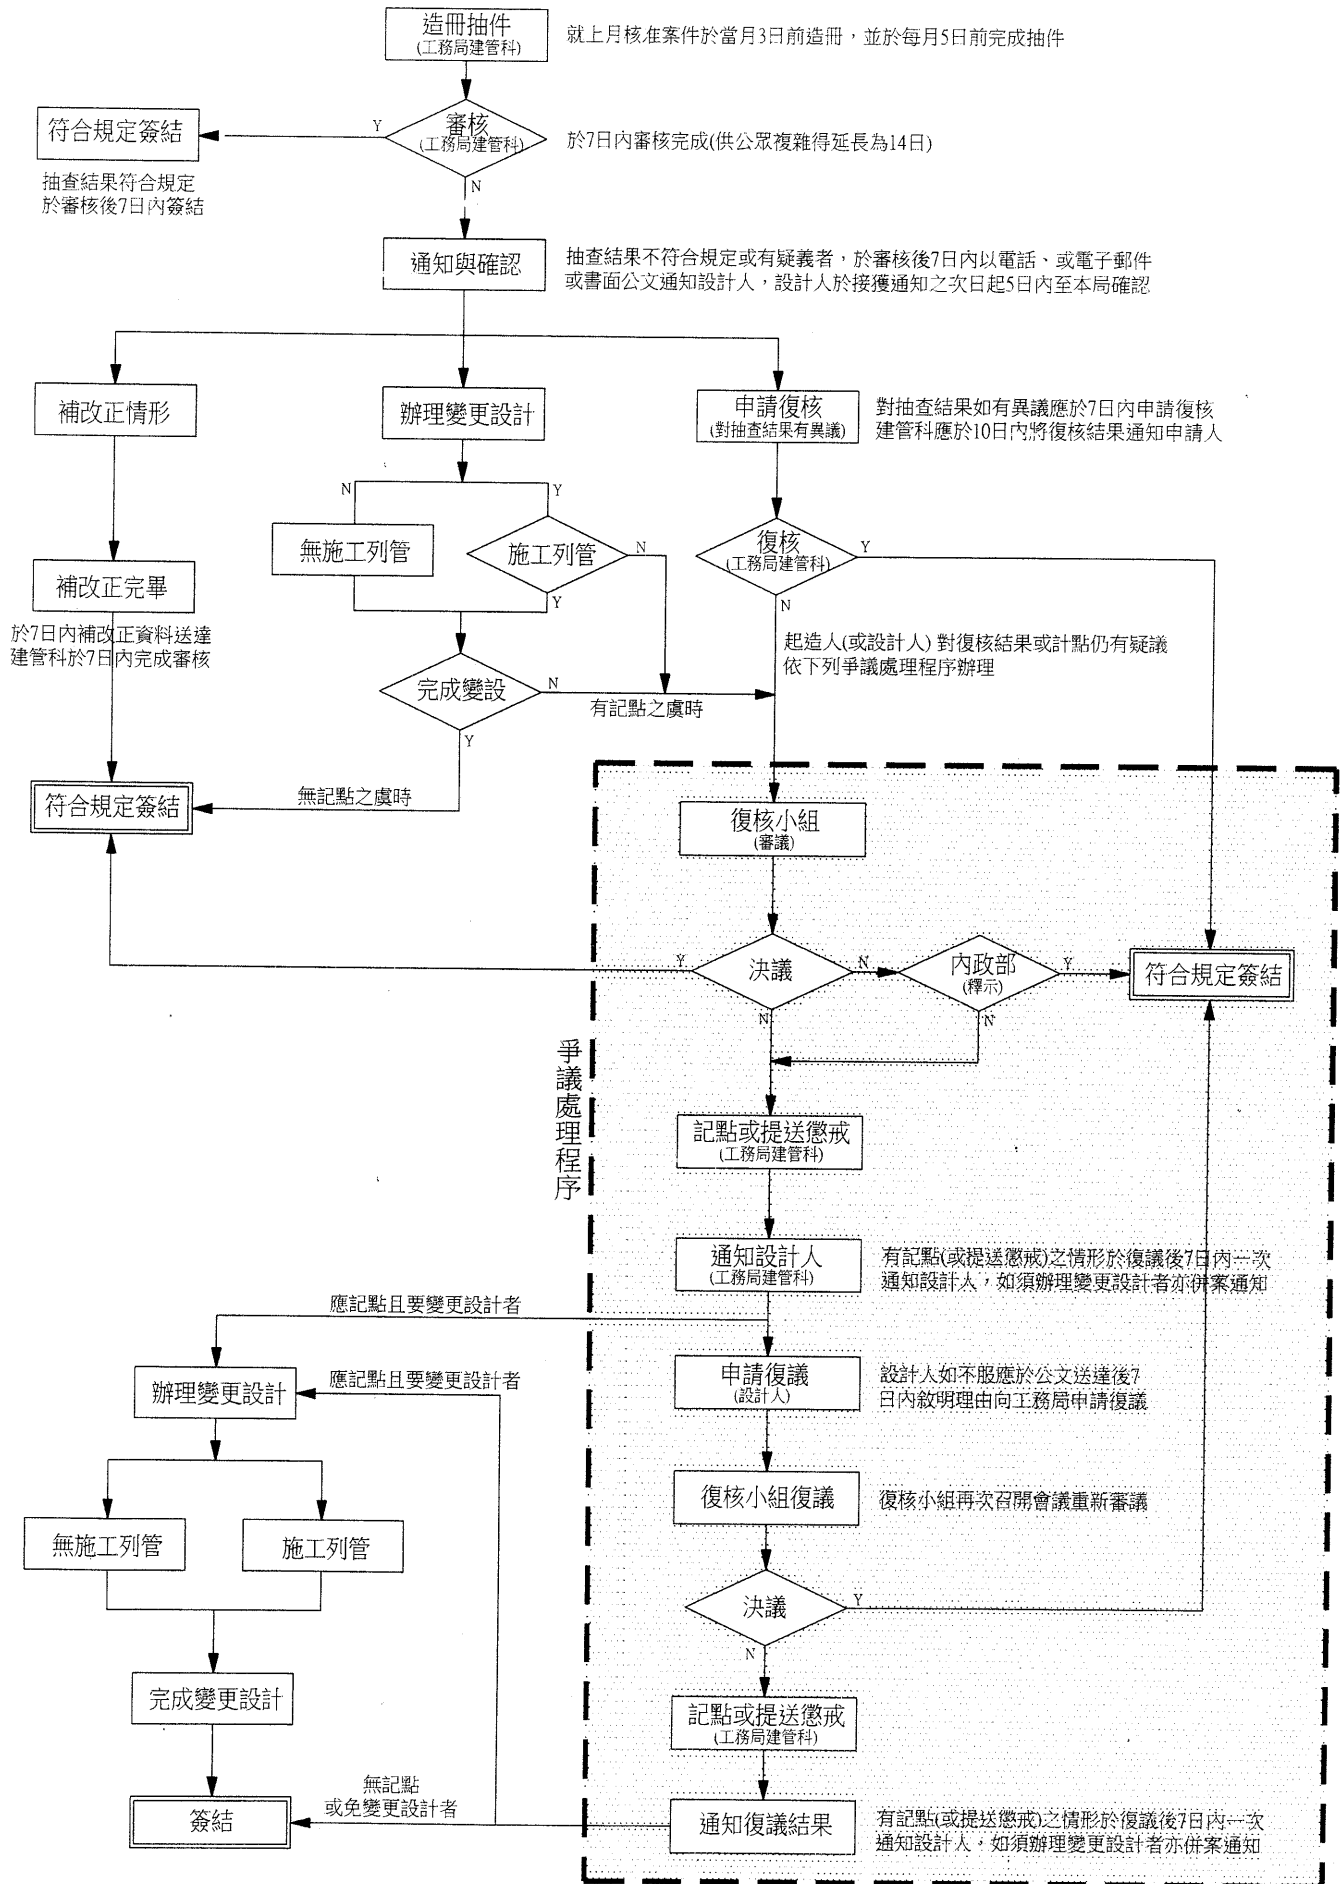 造冊抽件
(工務局建管科)
就上月核准案件於當月3日前造冊，並於每月5日前完成抽件
符合規定簽結
Y
審核
(工務局建管科)
於7日內審核完成(供公眾複雜得延長為14日)
N
抽查結果符合規定
於審核後7日內簽結
通知與確認
抽查結果不符合規定或有疑義者，於審核後7日內以電話、或電子郵件
或書面公文通知設計人，設計人於接獲通知之次日起5日內至本局確認
補改正情形
辦理變更設計
申請復核
(對抽查結果有異議)
對抽查結果如有異議應於7日內申請復核
建管科應於10日內將復核結果通知申請人
N
Y
無施工列管
施工列管
N
Y
復核
(工務局建管科)
Y
N
補改正完畢
於7日內補改正資料送達
建管科於7日內完成審核
起造人(或設計人) 對復核結果或計點仍有疑議
依下列爭議處理程序辦理
完成變設
N
有記點之虞時
Y
符合規定簽結
無記點之虞時
復核小組
(審議)
Y
決議
N
N
內政部
(釋示)
Y
N
符合規定簽結
爭議處理程序
記點或提送懲戒
(工務局建管科)
通知設計人
(工務局建管科)
有記點(或提送懲戒)之情形於復議後7日內一次
通知設計人，如須辦理變更設計者亦併案通知
應記點且要變更設計者
辦理變更設計
應記點且要變更設計者
申請復議
(設計人)
設計人如不服應於公文送達後7
日內敘明理由向工務局申請復議
復核小組復議
復核小組再次召開會議重新審議
無施工列管
施工列管
決議
Y
N
完成變更設計
記點或提送懲戒
(工務局建管科)
無記點
或免變更設計者
簽結
通知復議結果
有記點(或提送懲戒)之情形於復議後7日內一次
通知設計人，如須辦理變更設計者亦併案通知